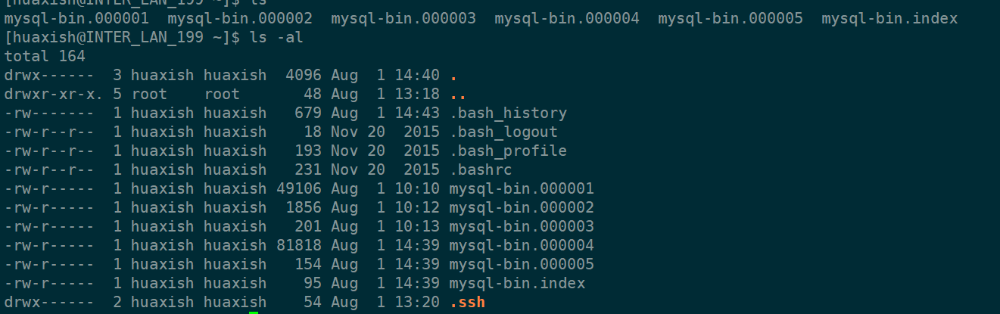 [huaxish@INTER_LAN_199 ~]$ ls
mysql-bin.000001  mysql-bin.000002  mysql-bin.000003  mysql-bin.000004  mysql-bin.000005  mysql-bin.index
[huaxish@INTER_LAN_199 ~]$ ls -al
total 164
drwx------  3 huaxish huaxish  4096 Aug  1 14:40 .
drwxr-xr-x. 5 root    root       48 Aug  1 13:18 ..
-rw-------  1 huaxish huaxish   679 Aug  1 14:43 .bash_history
-rw-r--r--  1 huaxish huaxish    18 Nov 20  2015 .bash_logout
-rw-r--r--  1 huaxish huaxish   193 Nov 20  2015 .bash_profile
-rw-r--r--  1 huaxish huaxish   231 Nov 20  2015 .bashrc
-rw-r-----  1 huaxish huaxish 49106 Aug  1 10:10 mysql-bin.000001
-rw-r-----  1 huaxish huaxish  1856 Aug  1 10:12 mysql-bin.000002
-rw-r-----  1 huaxish huaxish   201 Aug  1 10:13 mysql-bin.000003
-rw-r-----  1 huaxish huaxish 81818 Aug  1 14:39 mysql-bin.000004
-rw-r-----  1 huaxish huaxish   154 Aug  1 14:39 mysql-bin.000005
-rw-r-----  1 huaxish huaxish    95 Aug  1 14:39 mysql-bin.index
drwx------  2 huaxish huaxish    54 Aug  1 13:20 .ssh